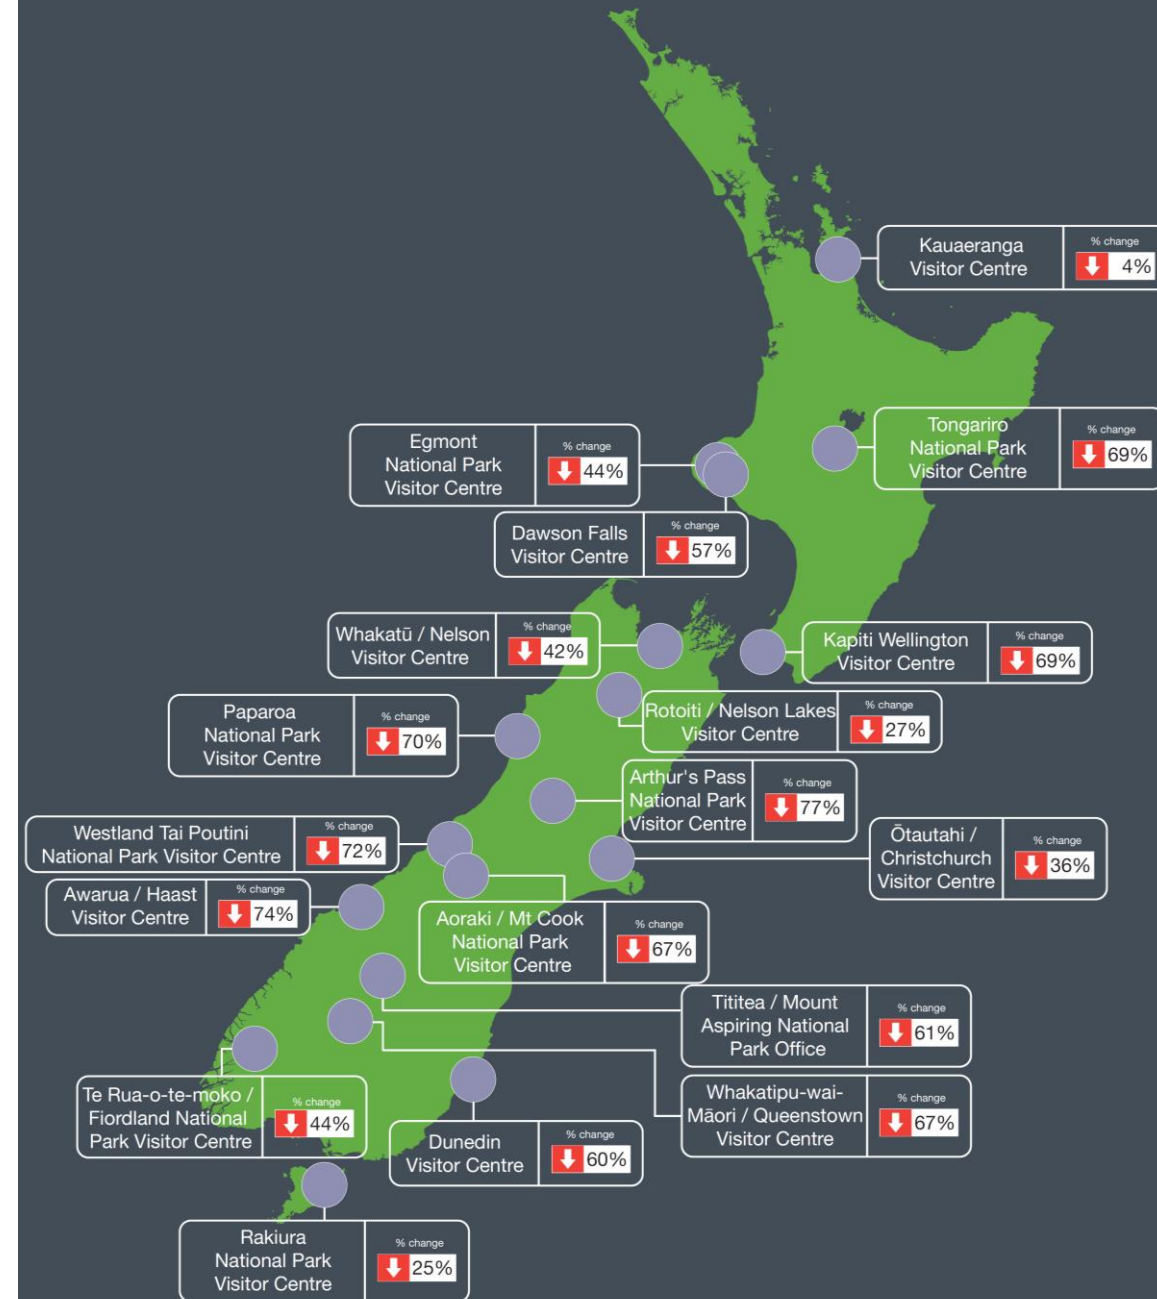 Kauaeranga
Visitor Centre
% change
4%
Tongariro
National Park
Visitor Centre
% change
69%
Egmont
National Park
Visitor Centre
% change
44%
Dawson Falls
Visitor Centre
% change
57%
Whakatū / Nelson
Visitor Centre
% change
42%
Kapiti Wellington
Visitor Centre
% change
69%
Rotoiti / Nelson Lakes
Visitor Centre
% change
27%
Paparoa
National Park
Visitor Centre
% change
70%
Arthur's Pass
National Park
Visitor Centre
% change
77%
Westland Tai Poutini
National Park Visitor Centre
% change
72%
Ōtautahi /
Christchurch
Visitor Centre
% change
36%
Awarua / Haast
Visitor Centre
% change
74%
Aoraki / Mt Cook
National Park
Visitor Centre
% change
67%
Tititea / Mount
Aspiring National
Park Office
% change
61%
Te Rua-o-te-moko /
Fiordland National
Park Visitor Centre
% change
44%
Whakatipu-wai-
Māori / Queenstown
Visitor Centre
% change
67%
Dunedin
Visitor Centre
% change
60%
Rakiura
National Park
Visitor Centre
% change
25%